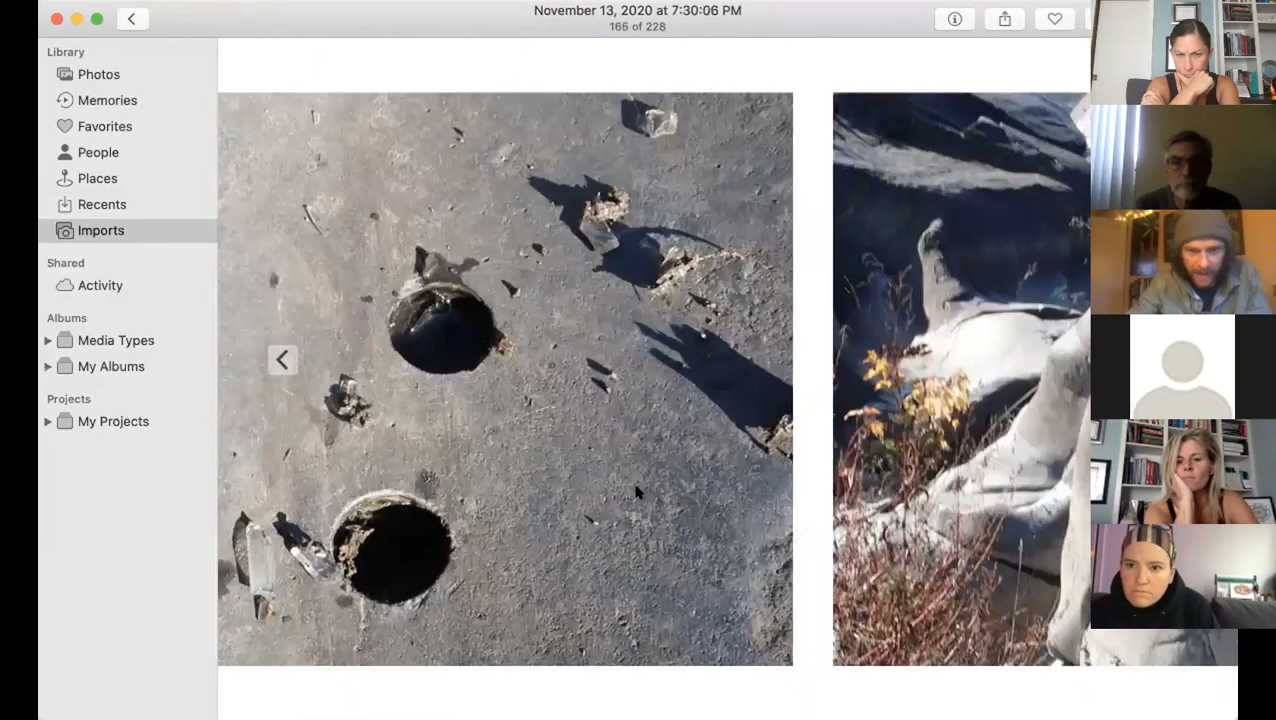 November 13, 2020 at 7:30:06 PM
166 of 228
Library
Photos
Memories
Favorites
People
Places
Recents
Imports
Shared
Activity
Albums
Media Types
My Albums
Projects
My Projects